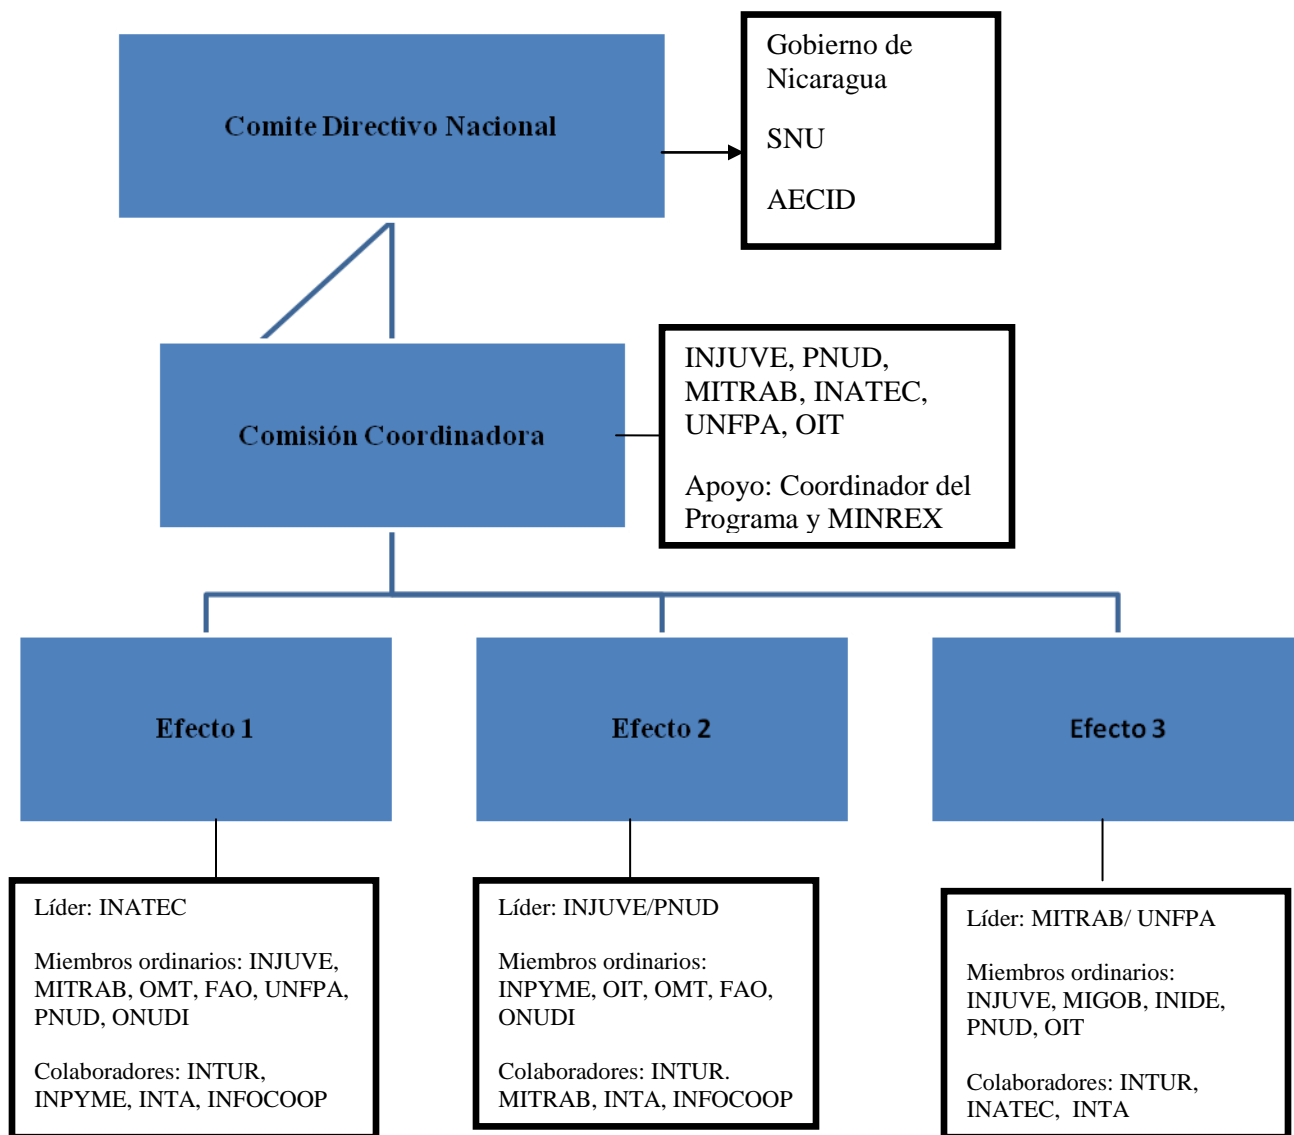 Comite Directivo Nacional
Gobierno de
Nicaragua
SNU
AECID
Comisión Coordinadora
INJUVE, PNUD,
MITRAB, INATEC,
UNFPA, OIT
Apoyo: Coordinador del
Programa y MINREX
Efecto 1
Efecto 2
Efecto 3
Líder: INATEC
Miembros ordinarios: INJUVE,
MITRAB, OMT, FAO, UNFPA,
PNUD, ONUDI
Colaboradores: INTUR,
INPYME, INTA, INFOCOOP
Líder: INJUVE/PNUD
Miembros ordinarios:
INPYME, OIT, OMT, FAO,
ONUDI
Colaboradores: INTUR.
MITRAB, INTA, INFOCOOP
Líder: MITRAB/ UNFPA
Miembros ordinarios:
INJUVE, MIGOB, INIDE,
PNUD, OIT
Colaboradores: INTUR,
INATEC, INTA